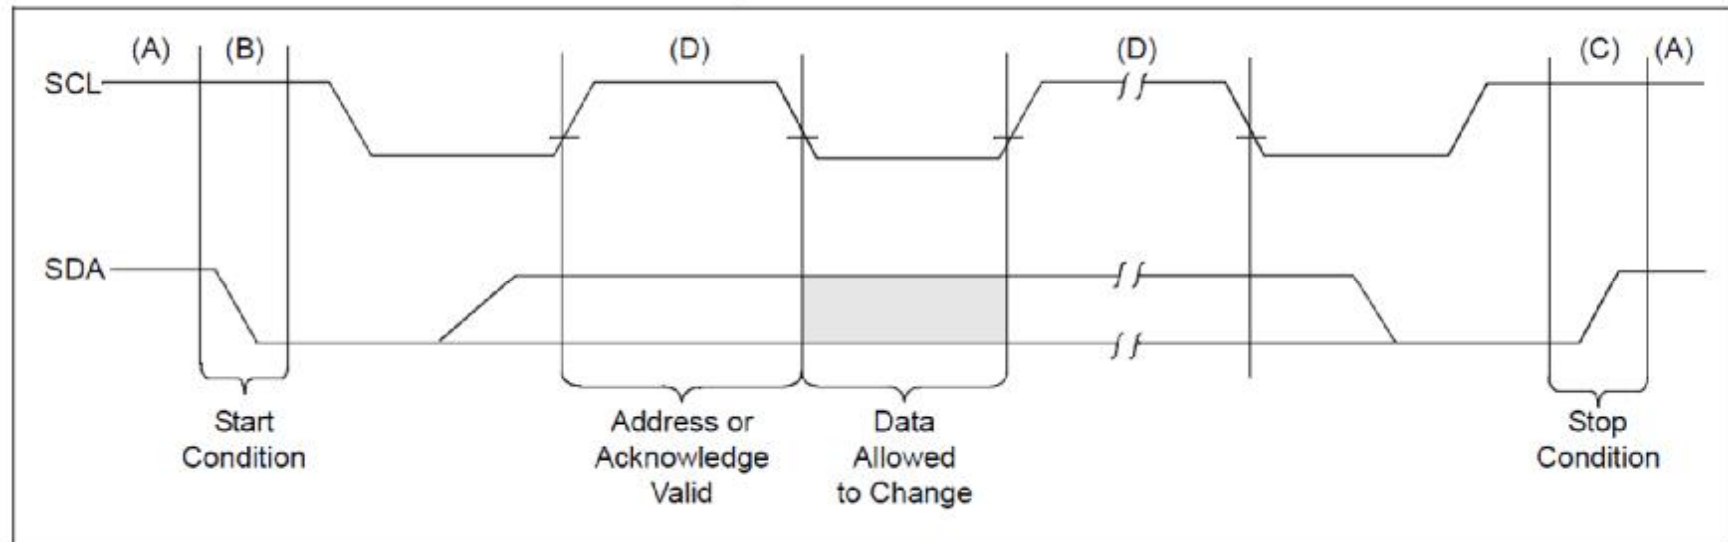 (A) (B) (D) (D) (C) (A)
SCL
SDA
Start
Condition
Address or
Acknowledge
Valid
Data
Allowed
to Change
Stop
Condition